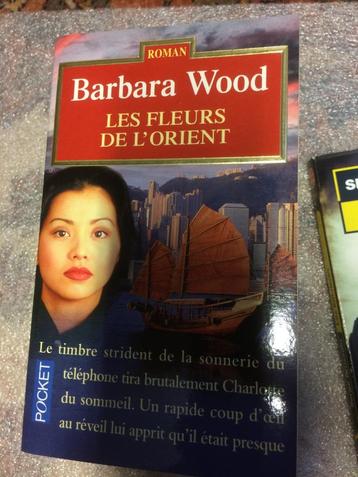 ROMAN
Barbara Wood
LES FLEURS
DE L'ORIENT
Le timbre strident de la sonnerie du
téléphone tira brutalement Charlotte
du sommeil. Un rapide coup d'œil
au réveil lui apprit qu'il était presque
POCKET